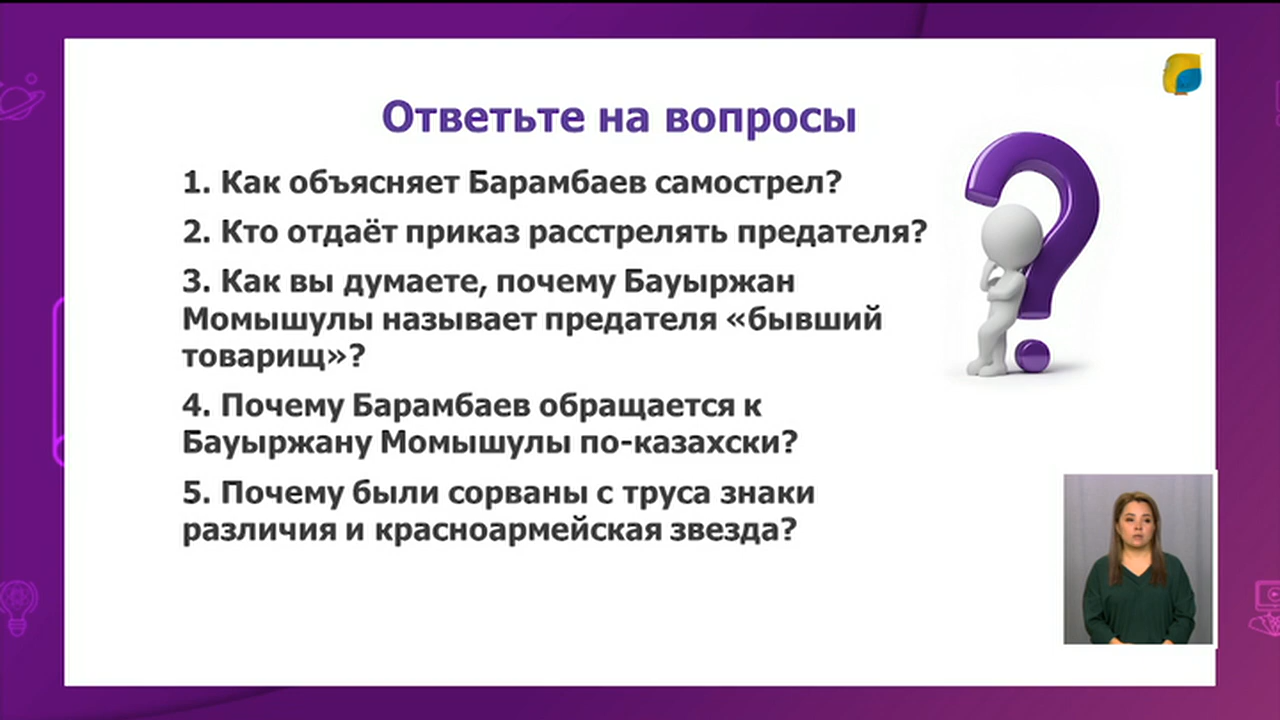 Ответьте на вопросы
1. Как объясняет Барамбаев самострел?
2. Кто отдаёт приказ расстрелять предателя?
3. Как вы думаете, почему Бауыржан
Момышулы называет предателя «бывший
товарищ»?
4. Почему Барамбаев обращается к
Бауыржану Момышулы по-казахски?
5. Почему были сорваны с труса знаки
различия и красноармейская звезда?